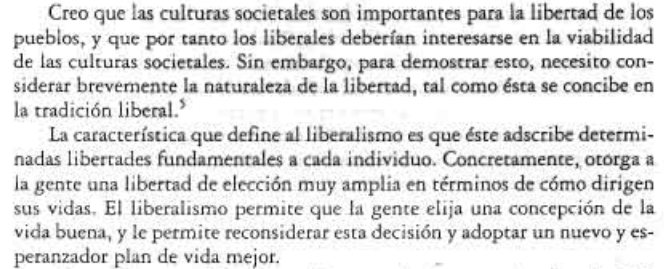 Creo que las culturas societales son importantes para la libertad de los
pueblos, y que por tanto los liberales deberían interesarse en la viabilidad
de las culturas societales. Sin embargo, para demostrar esto, necesito con-
siderar brevemente la naturaleza de la libertad, tal como ésta se concibe en
la tradición liberal.⁵
La característica que define al liberalismo es que éste adscribe determi-
nadas libertades fundamentales a cada individuo. Concretamente, otorga a
la gente una libertad de elección muy amplia en términos de cómo dirigen
sus vidas. El liberalismo permite que la gente elija una concepción de la
vida buena, y le permite reconsiderar esta decisión y adoptar un nuevo y es-
peranzador plan de vida mejor.